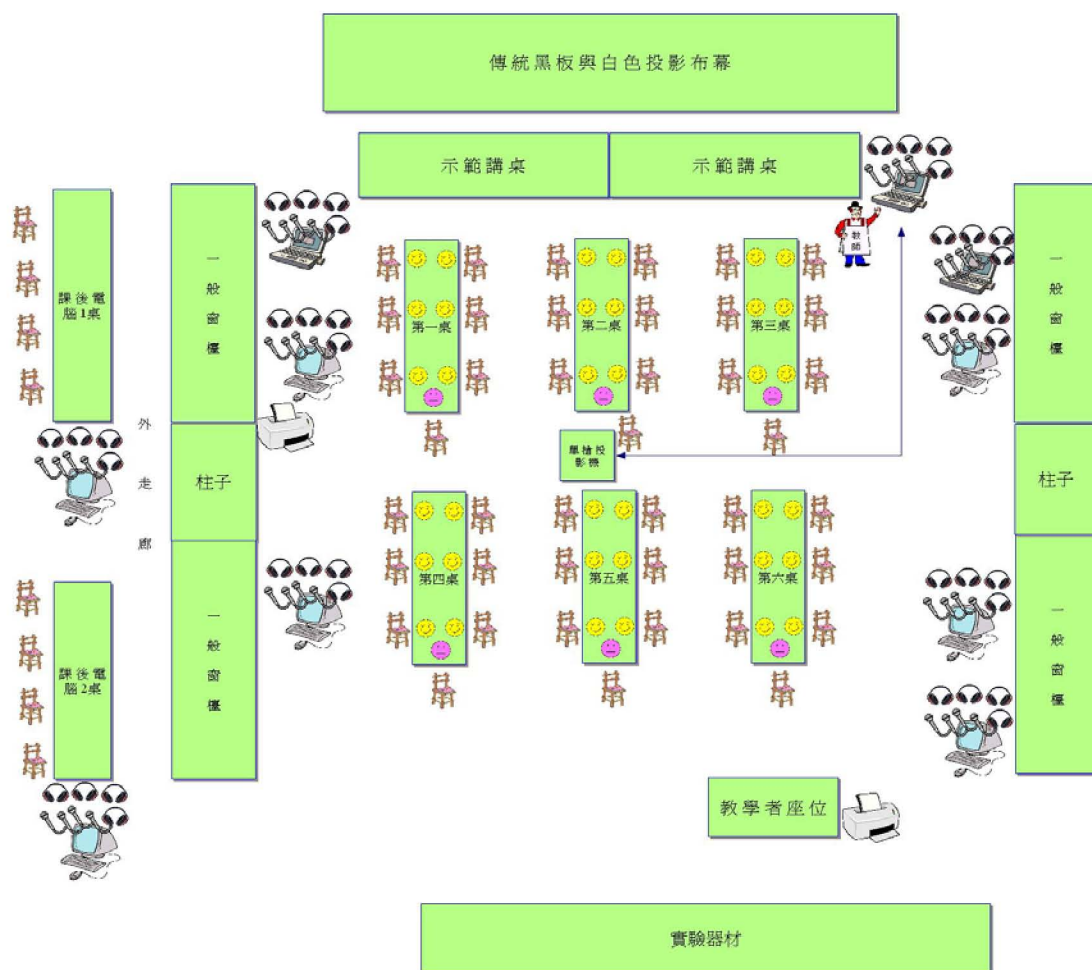 傳統黑板與白色投影布幕
示範講桌
示範講桌
教
師
課後電
腦1桌
一
般
窗
檯
第一桌
第二桌
第三桌
一
般
窗
檯
外
走
廊
柱子
單槍投
影機
柱子
第四桌
第五桌
第六桌
課後電
腦2桌
一
般
窗
檯
一
般
窗
檯
教學者座位
實驗器材